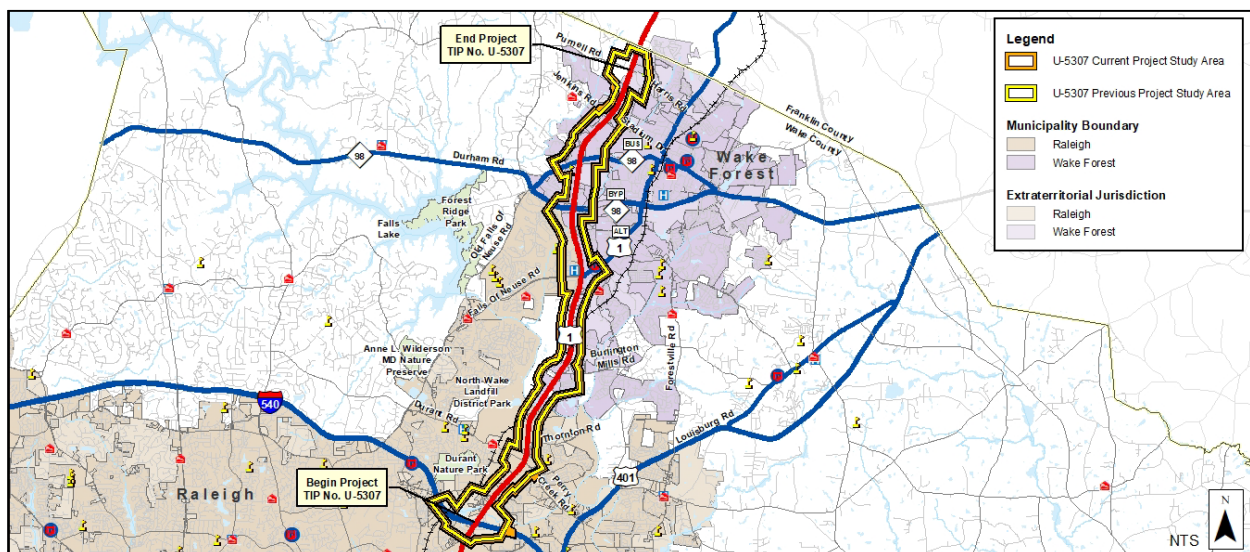 End Project
TIP No. U-5307
Purnell Rd
Jenkins Rd
Harris Rd
Stadium Dr
Franklin County
Wake County
98
Durham Rd
BUS
98
Wake
Forest
Forest
Ridge
Park
Falls
Lake
Old Falls Of
Neuse Rd
BYP
98
ALT
1
Falls Of Neuse Rd
1
Anne L. Wilderson
MD Nature
Preserve
Burlington
Mills Rd
Forestville Rd
540
North Wake
Landfill
District Park
Durant Rd
Louisburg Rd
Thornton Rd
Durant
Nature Park
401
Perry
Creek Rd
Begin Project
TIP No. U-5307
Raleigh
Legend
U-5307 Current Project Study Area
U-5307 Previous Project Study Area
Municipality Boundary
Raleigh
Wake Forest
Extraterritorial Jurisdiction
Raleigh
Wake Forest
N
NTS